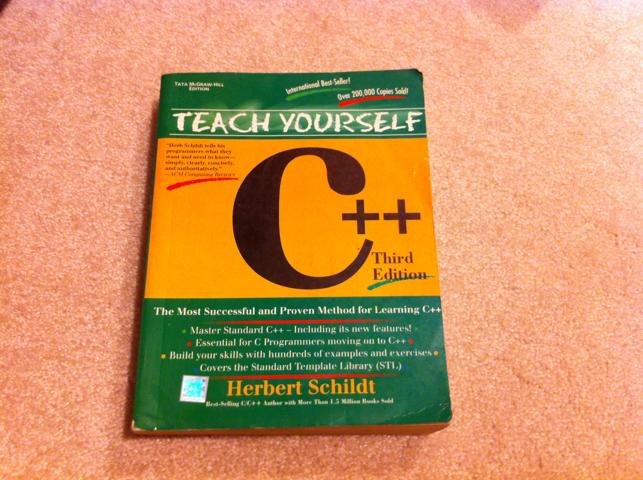 TATA McGRAW-HILL
EDITION
International Best-Seller!
Over 200,000 Copies Sold!
TEACH YOURSELF
"Herb Schildt tells his
programmers what they
want and need to know—
simply, clearly, concisely,
and authoritatively."
—ACM Computing Reviews
C++
Third
Edition
The Most Successful and Proven Method for Learning C++
Master Standard C++ – Including its new features!
Essential for C Programmers moving on to C++
Build your skills with hundreds of examples and exercises
Covers the Standard Template Library (STL)
Herbert Schildt
Best-Selling C/C++ Author with More Than 1.5 Million Books Sold